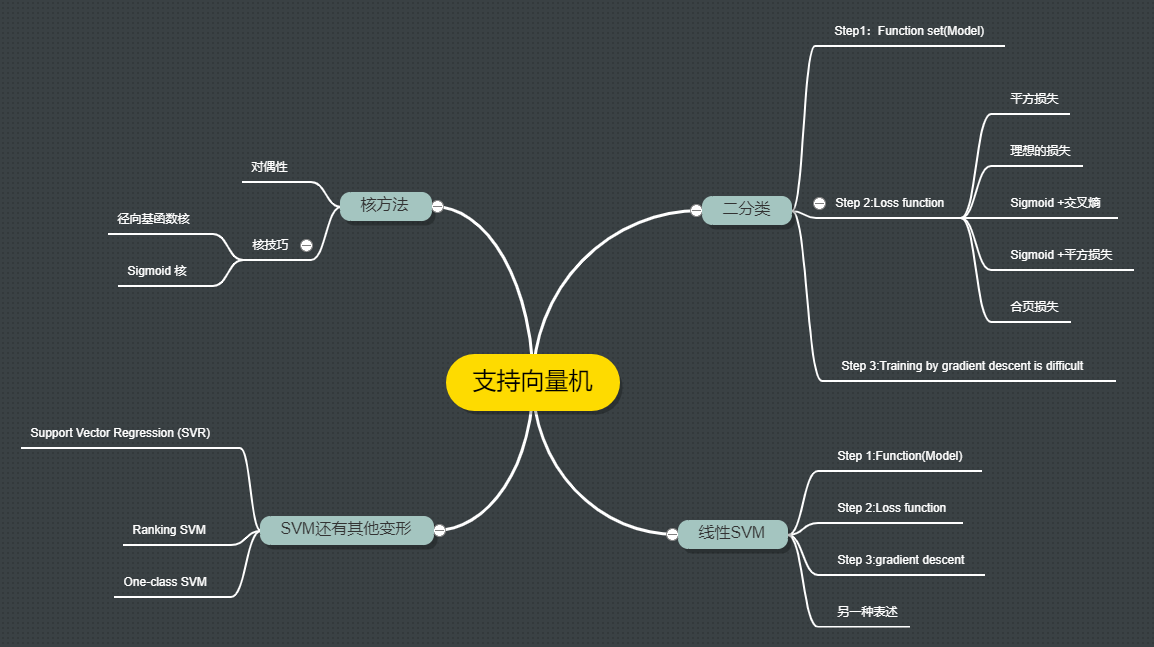 支持向量机
二分类
Step1：Function set(Model)
Step 2:Loss function
平方损失
理想的损失
Sigmoid +交叉熵
Sigmoid +平方损失
合页损失
Step 3:Training by gradient descent is difficult
线性SVM
Step 1:Function(Model)
Step 2:Loss function
Step 3:gradient descent
另一种表述
核方法
对偶性
核技巧
径向基函数核
Sigmoid 核
SVM还有其他变形
Support Vector Regression (SVR)
Ranking SVM
One-class SVM